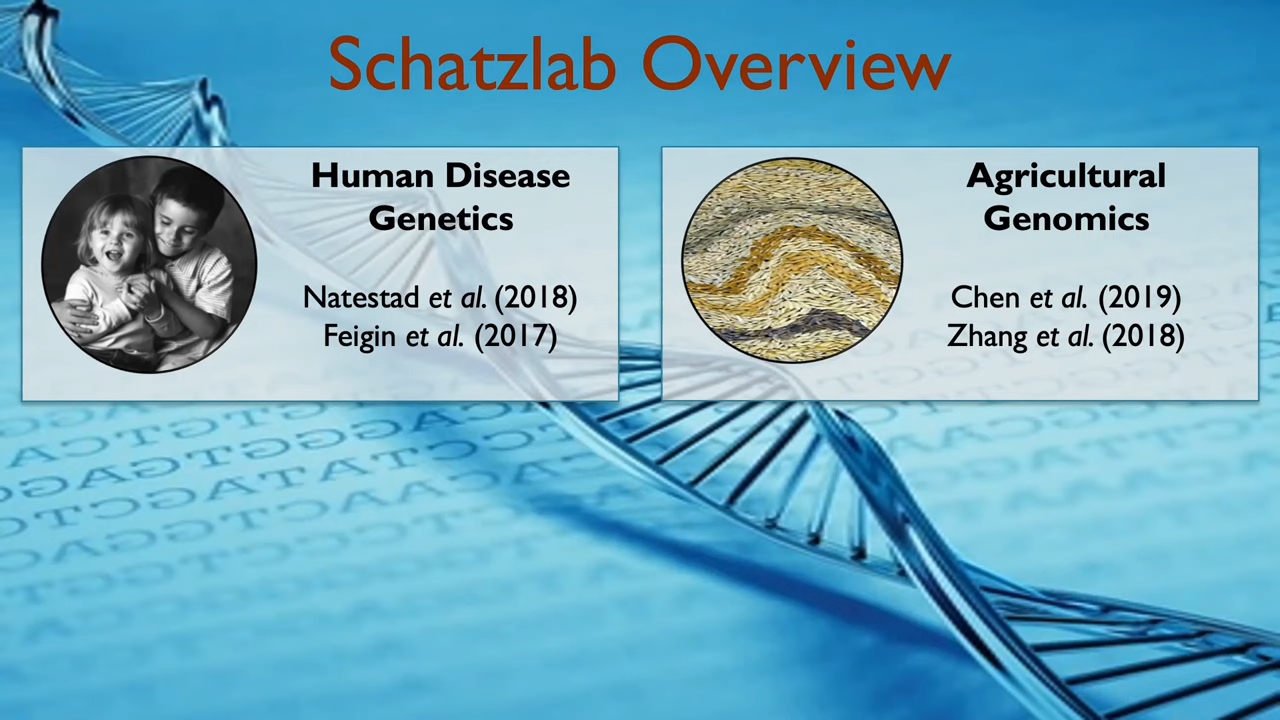 Schatzlab Overview
Human Disease
Genetics
Natestad et al. (2018)
Feigin et al. (2017)
Agricultural
Genomics
Chen et al. (2019)
Zhang et al. (2018)